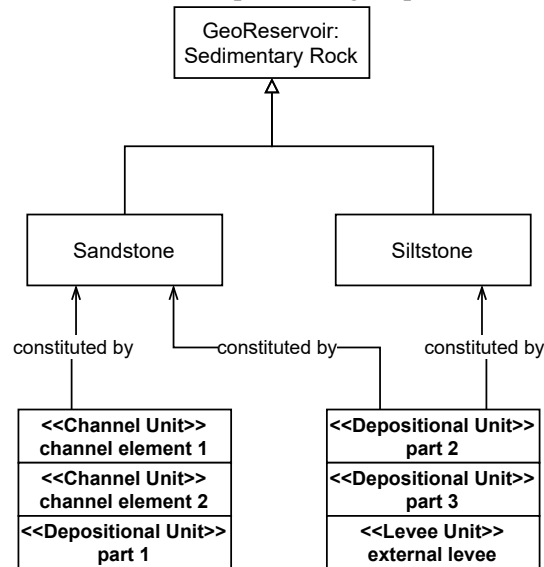 GeoReservoir:
Sedimentary Rock
Sandstone
Siltstone
constituted by
constituted by
constituted by
<<Channel Unit>>
channel element 1
<<Channel Unit>>
channel element 2
<<Depositional Unit>>
part 1
<<Depositional Unit>>
part 2
<<Depositional Unit>>
part 3
<<Levee Unit>>
external levee